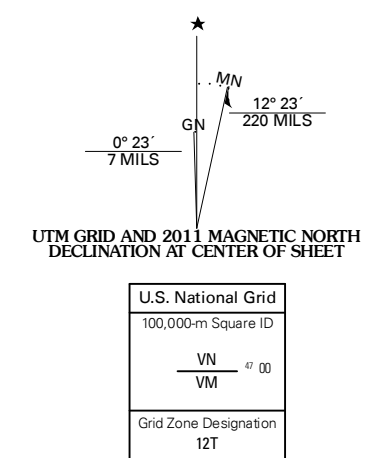 MN
GN
12° 23´
220 MILS
0° 23´
7 MILS
UTM GRID AND 2011 MAGNETIC NORTH
DECLINATION AT CENTER OF SHEET
U.S. National Grid
100,000-m Square ID
VN
47 00
VM
Grid Zone Designation
12T